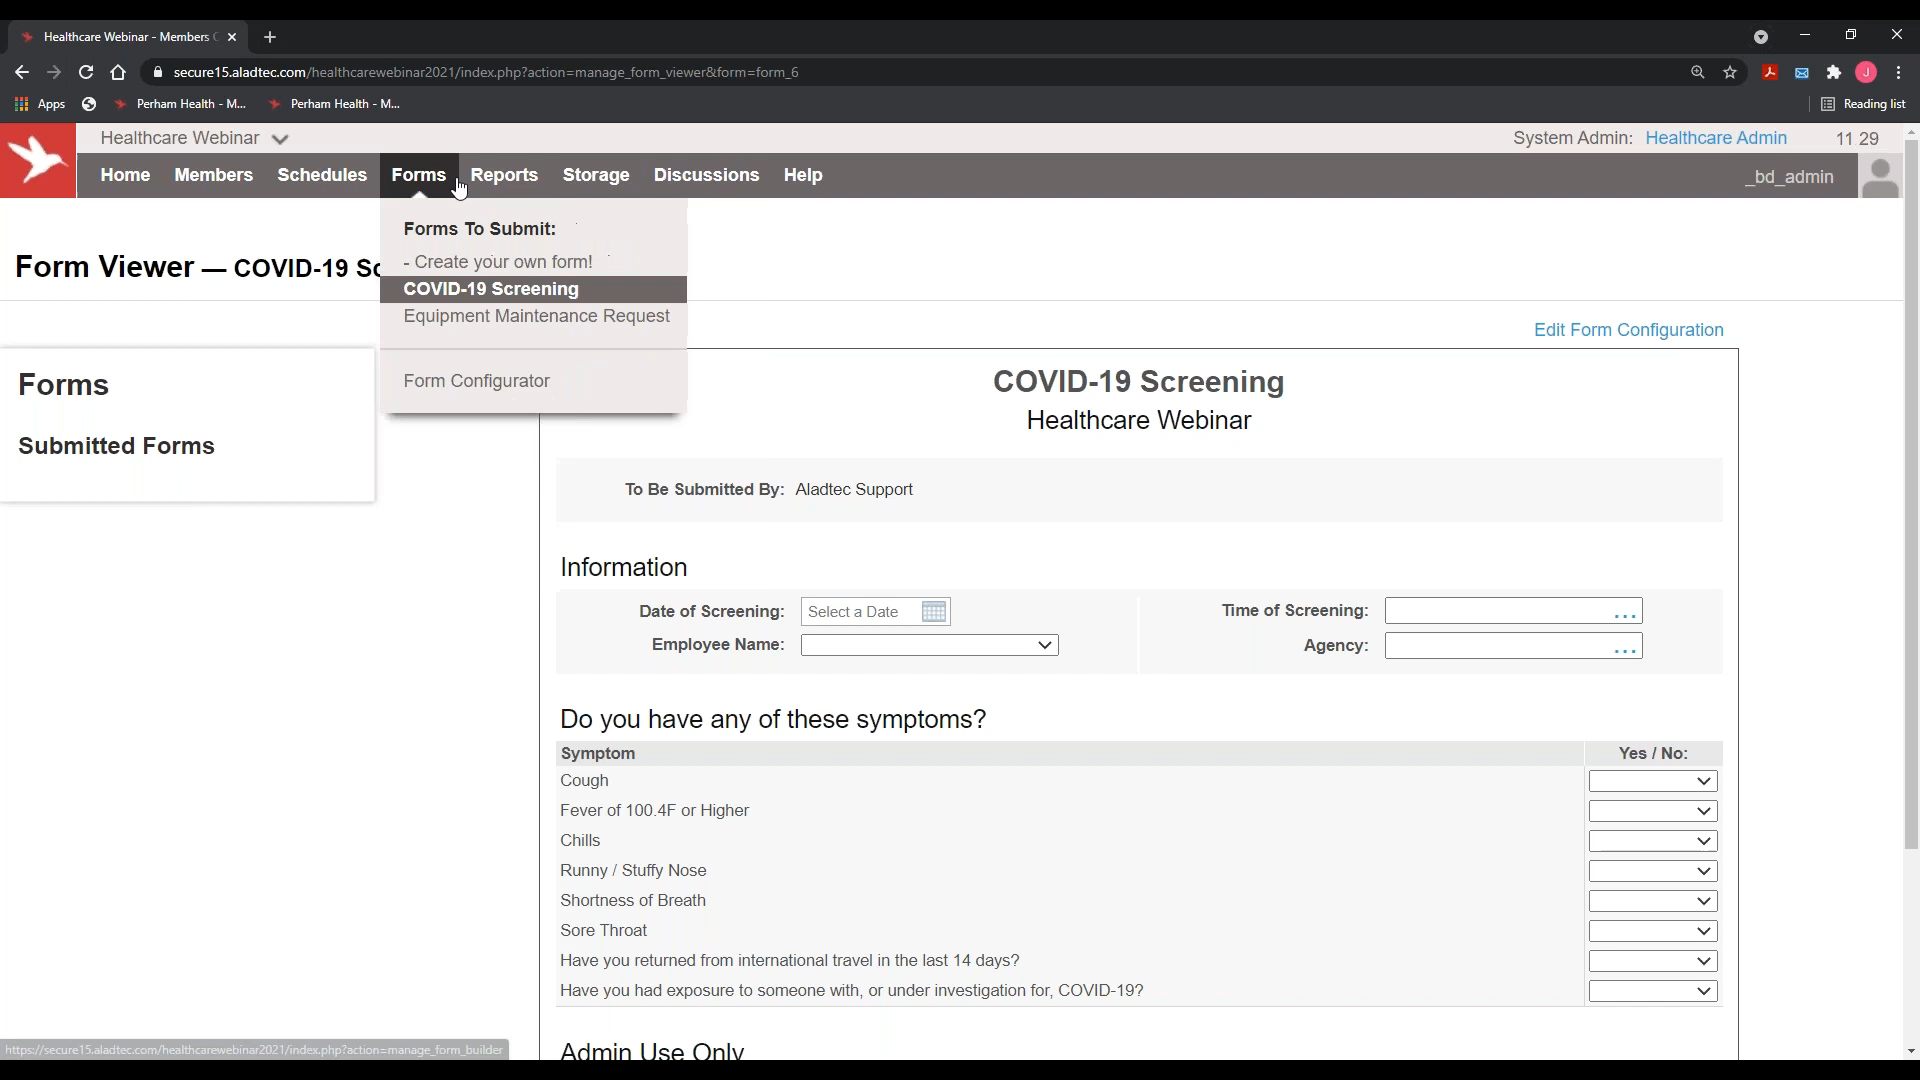 Healthcare Webinar - Members
secure15.aladtec.com/healthcarewebinar2021/index.php?action=manage_form_viewer&form=form_6
Apps
Perham Health - M...
Perham Health - M...
Reading list
Healthcare Webinar
System Admin: Healthcare Admin
11 29
Home
Members
Schedules
Forms
Reports
Storage
Discussions
Help
_bd_admin
Form Viewer — COVID-19 Sc
Forms To Submit:
- Create your own form!
COVID-19 Screening
Equipment Maintenance Request
Form Configurator
Edit Form Configuration
Forms
Submitted Forms
COVID-19 Screening
Healthcare Webinar
To Be Submitted By: Aladtec Support
Information
Date of Screening: Select a Date
Time of Screening: ...
Employee Name:
Agency: ...
Do you have any of these symptoms?
Symptom
Yes / No:
Cough
Fever of 100.4F or Higher
Chills
Runny / Stuffy Nose
Shortness of Breath
Sore Throat
Have you returned from international travel in the last 14 days?
Have you had exposure to someone with, or under investigation for, COVID-19?
Admin Use Only
https://secure15.aladtec.com/healthcarewebinar2021/index.php?action=manage_form_builder